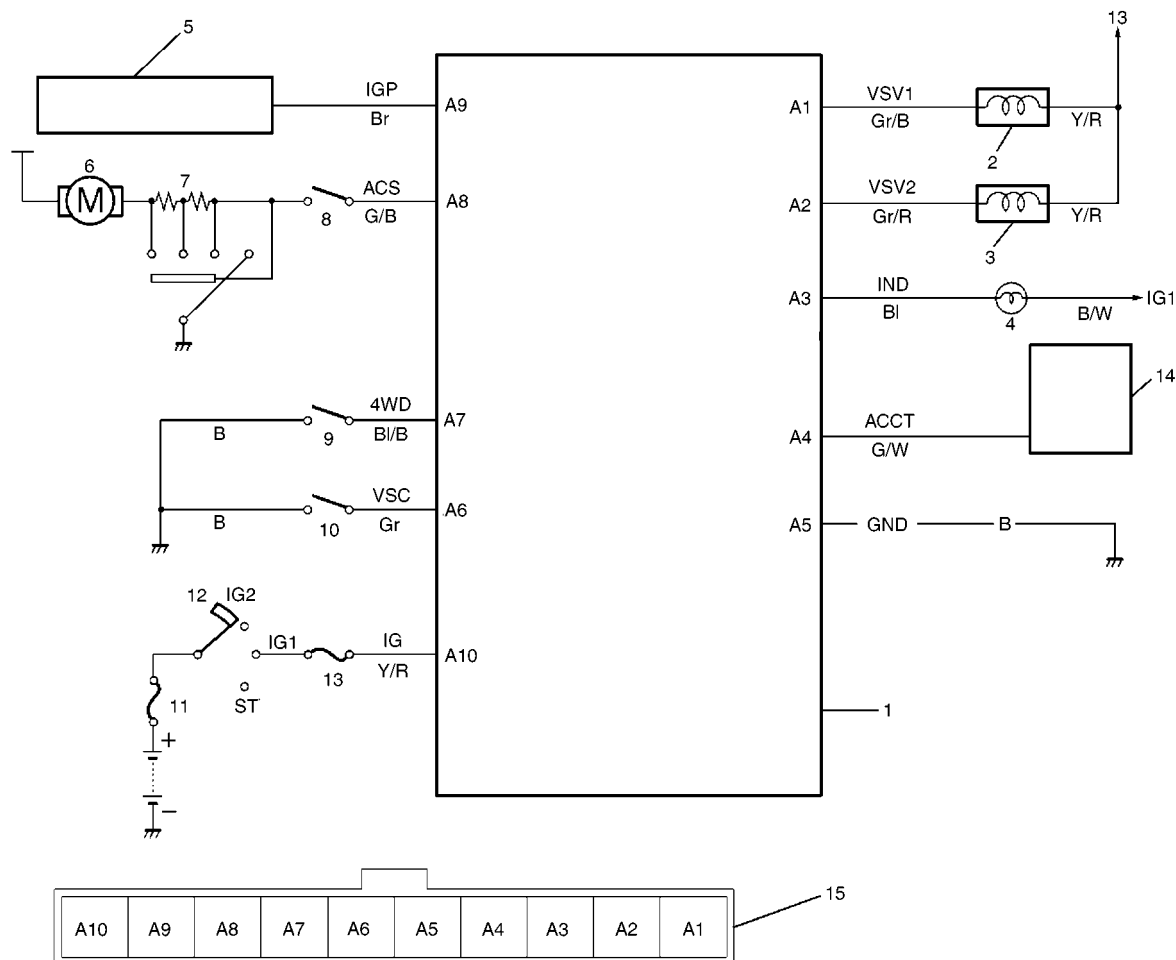 5
13
IGP
Br
A9
A1
VSV1
Gr/B
Y/R
2
6
M
7
ACS
G/B
8
A8
A2
VSV2
Gr/R
Y/R
3
A3
IND
Bl
4
B/W
IG1
14
4WD
Bl/B
B
9
A7
A4
ACCT
G/W
VSC
Gr
B
10
A6
A5
GND
B
12
IG2
IG1
IG
Y/R
13
A10
ST
11
+
−
1
15
A10 A9 A8 A7 A6 A5 A4 A3 A2 A1